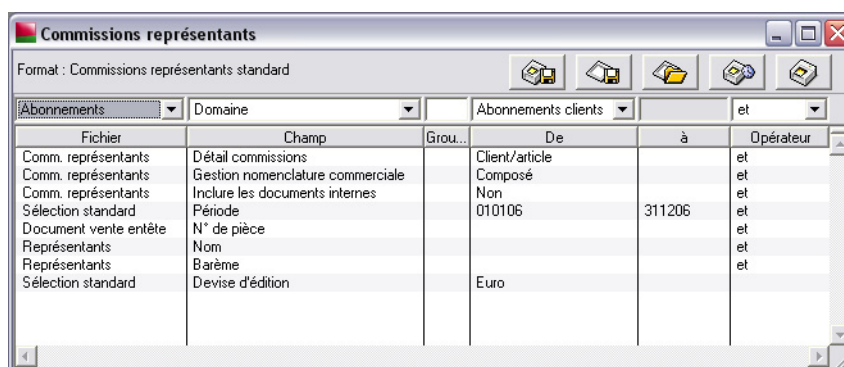 Commissions représentants
Format : Commissions représentants standard
Abonnements Domaine Abonnements clients et
Fichier Champ Grou... De à Opérateur
Comm. représentants Détail commissions Client/article et
Comm. représentants Gestion nomenclature commerciale Composé et
Comm. représentants Inclure les documents internes Non et
Sélection standard Période 010106 311206 et
Document vente entête N° de pièce et
Représentants Nom et
Représentants Barème et
Sélection standard Devise d'édition Euro